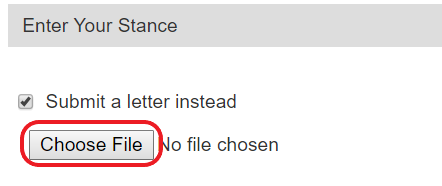 Enter Your Stance
Submit a letter instead
Choose File No file chosen